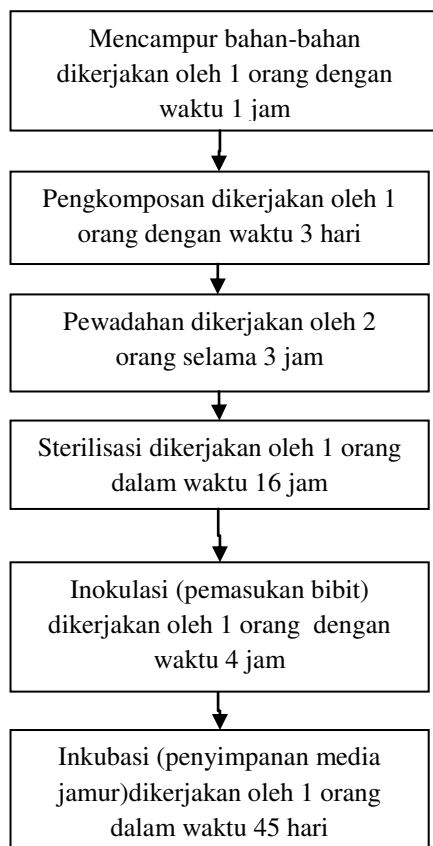 Mencampur bahan-bahan
dikerjakan oleh 1 orang dengan
waktu 1 jam
Pengkomposan dikerjakan oleh 1
orang dengan waktu 3 hari
Pewadahan dikerjakan oleh 2
orang selama 3 jam
Sterilisasi dikerjakan oleh 1 orang
dalam waktu 16 jam
Inokulasi (pemasukan bibit)
dikerjakan oleh 1 orang dengan
waktu 4 jam
Inkubasi (penyimpanan media
jamur)dikerjakan oleh 1 orang
dalam waktu 45 hari